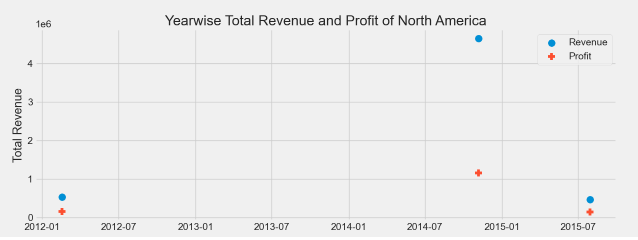 Yearwise Total Revenue and Profit of North America
1e6
Revenue
Profit
Total Revenue
4
3
2
1
0
2012-01 2012-07 2013-01 2013-07 2014-01 2014-07 2015-01 2015-07